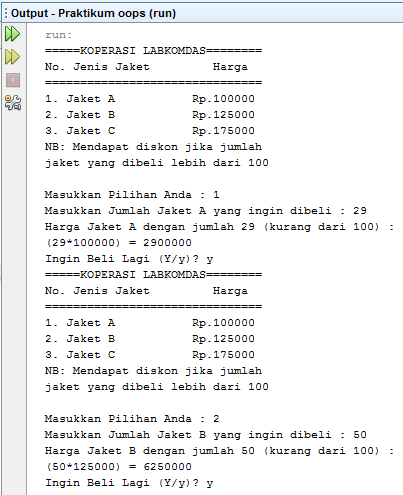 Output - Praktikum oops (run)
run:
=====KOPERASI LABKOMDAS========
No. Jenis Jaket         Harga
===============================
1. Jaket A           Rp.100000
2. Jaket B           Rp.125000
3. Jaket C           Rp.175000
NB: Mendapat diskon jika jumlah
jaket yang dibeli lebih dari 100

Masukkan Pilihan Anda : 1
Masukkan Jumlah Jaket A yang ingin dibeli : 29
Harga Jaket A dengan jumlah 29 (kurang dari 100) :
(29*100000) = 2900000
Ingin Beli Lagi (Y/y)? y
=====KOPERASI LABKOMDAS========
No. Jenis Jaket         Harga
===============================
1. Jaket A           Rp.100000
2. Jaket B           Rp.125000
3. Jaket C           Rp.175000
NB: Mendapat diskon jika jumlah
jaket yang dibeli lebih dari 100

Masukkan Pilihan Anda : 2
Masukkan Jumlah Jaket B yang ingin dibeli : 50
Harga Jaket B dengan jumlah 50 (kurang dari 100) :
(50*125000) = 6250000
Ingin Beli Lagi (Y/y)? y